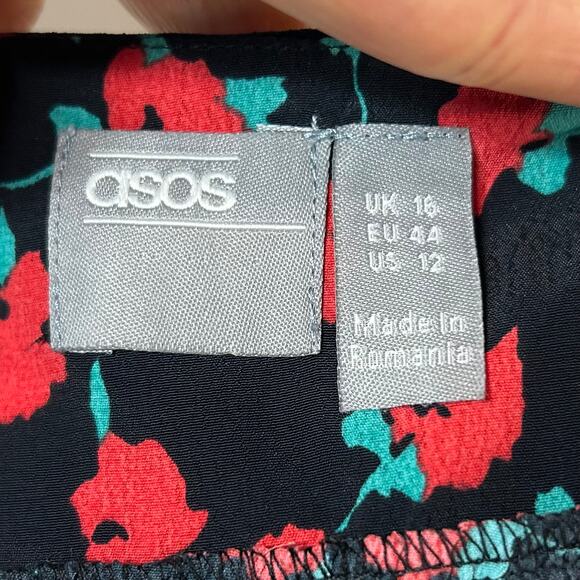 asos
UK 16
EU 44
US 12
Made In
Romania